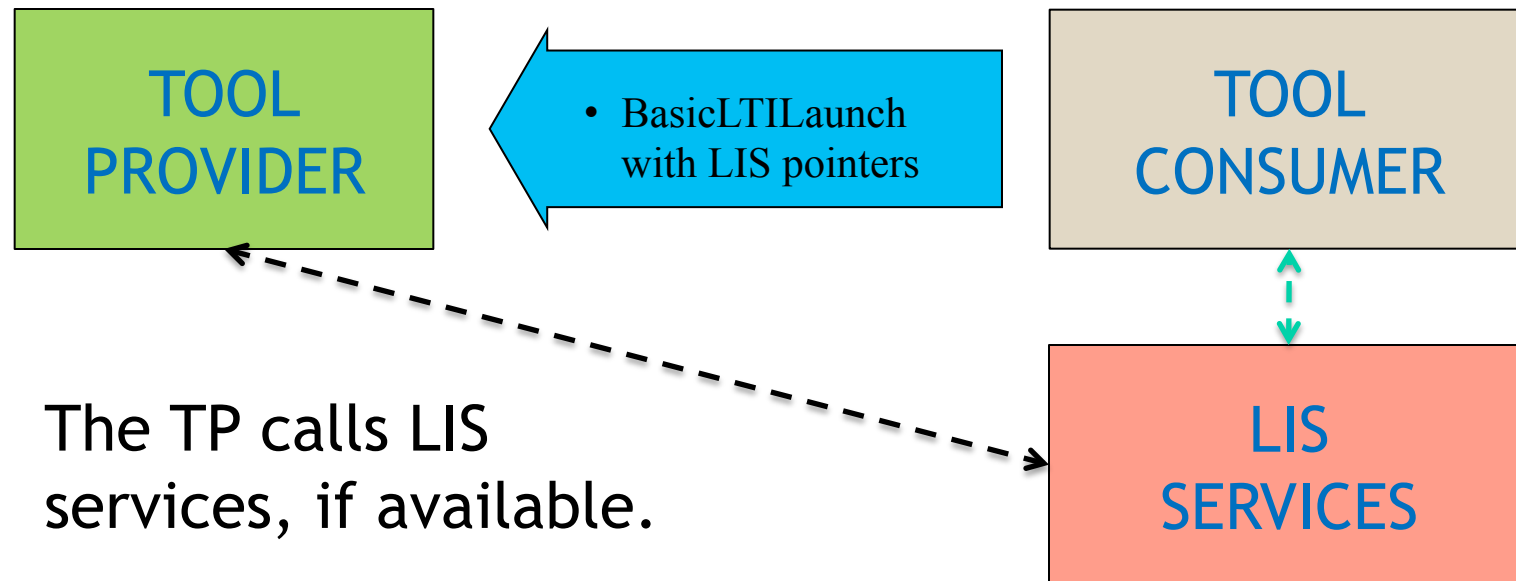 TOOL
PROVIDER
• BasicLTILaunch
with LIS pointers
TOOL
CONSUMER
The TP calls LIS
services, if available.
LIS
SERVICES